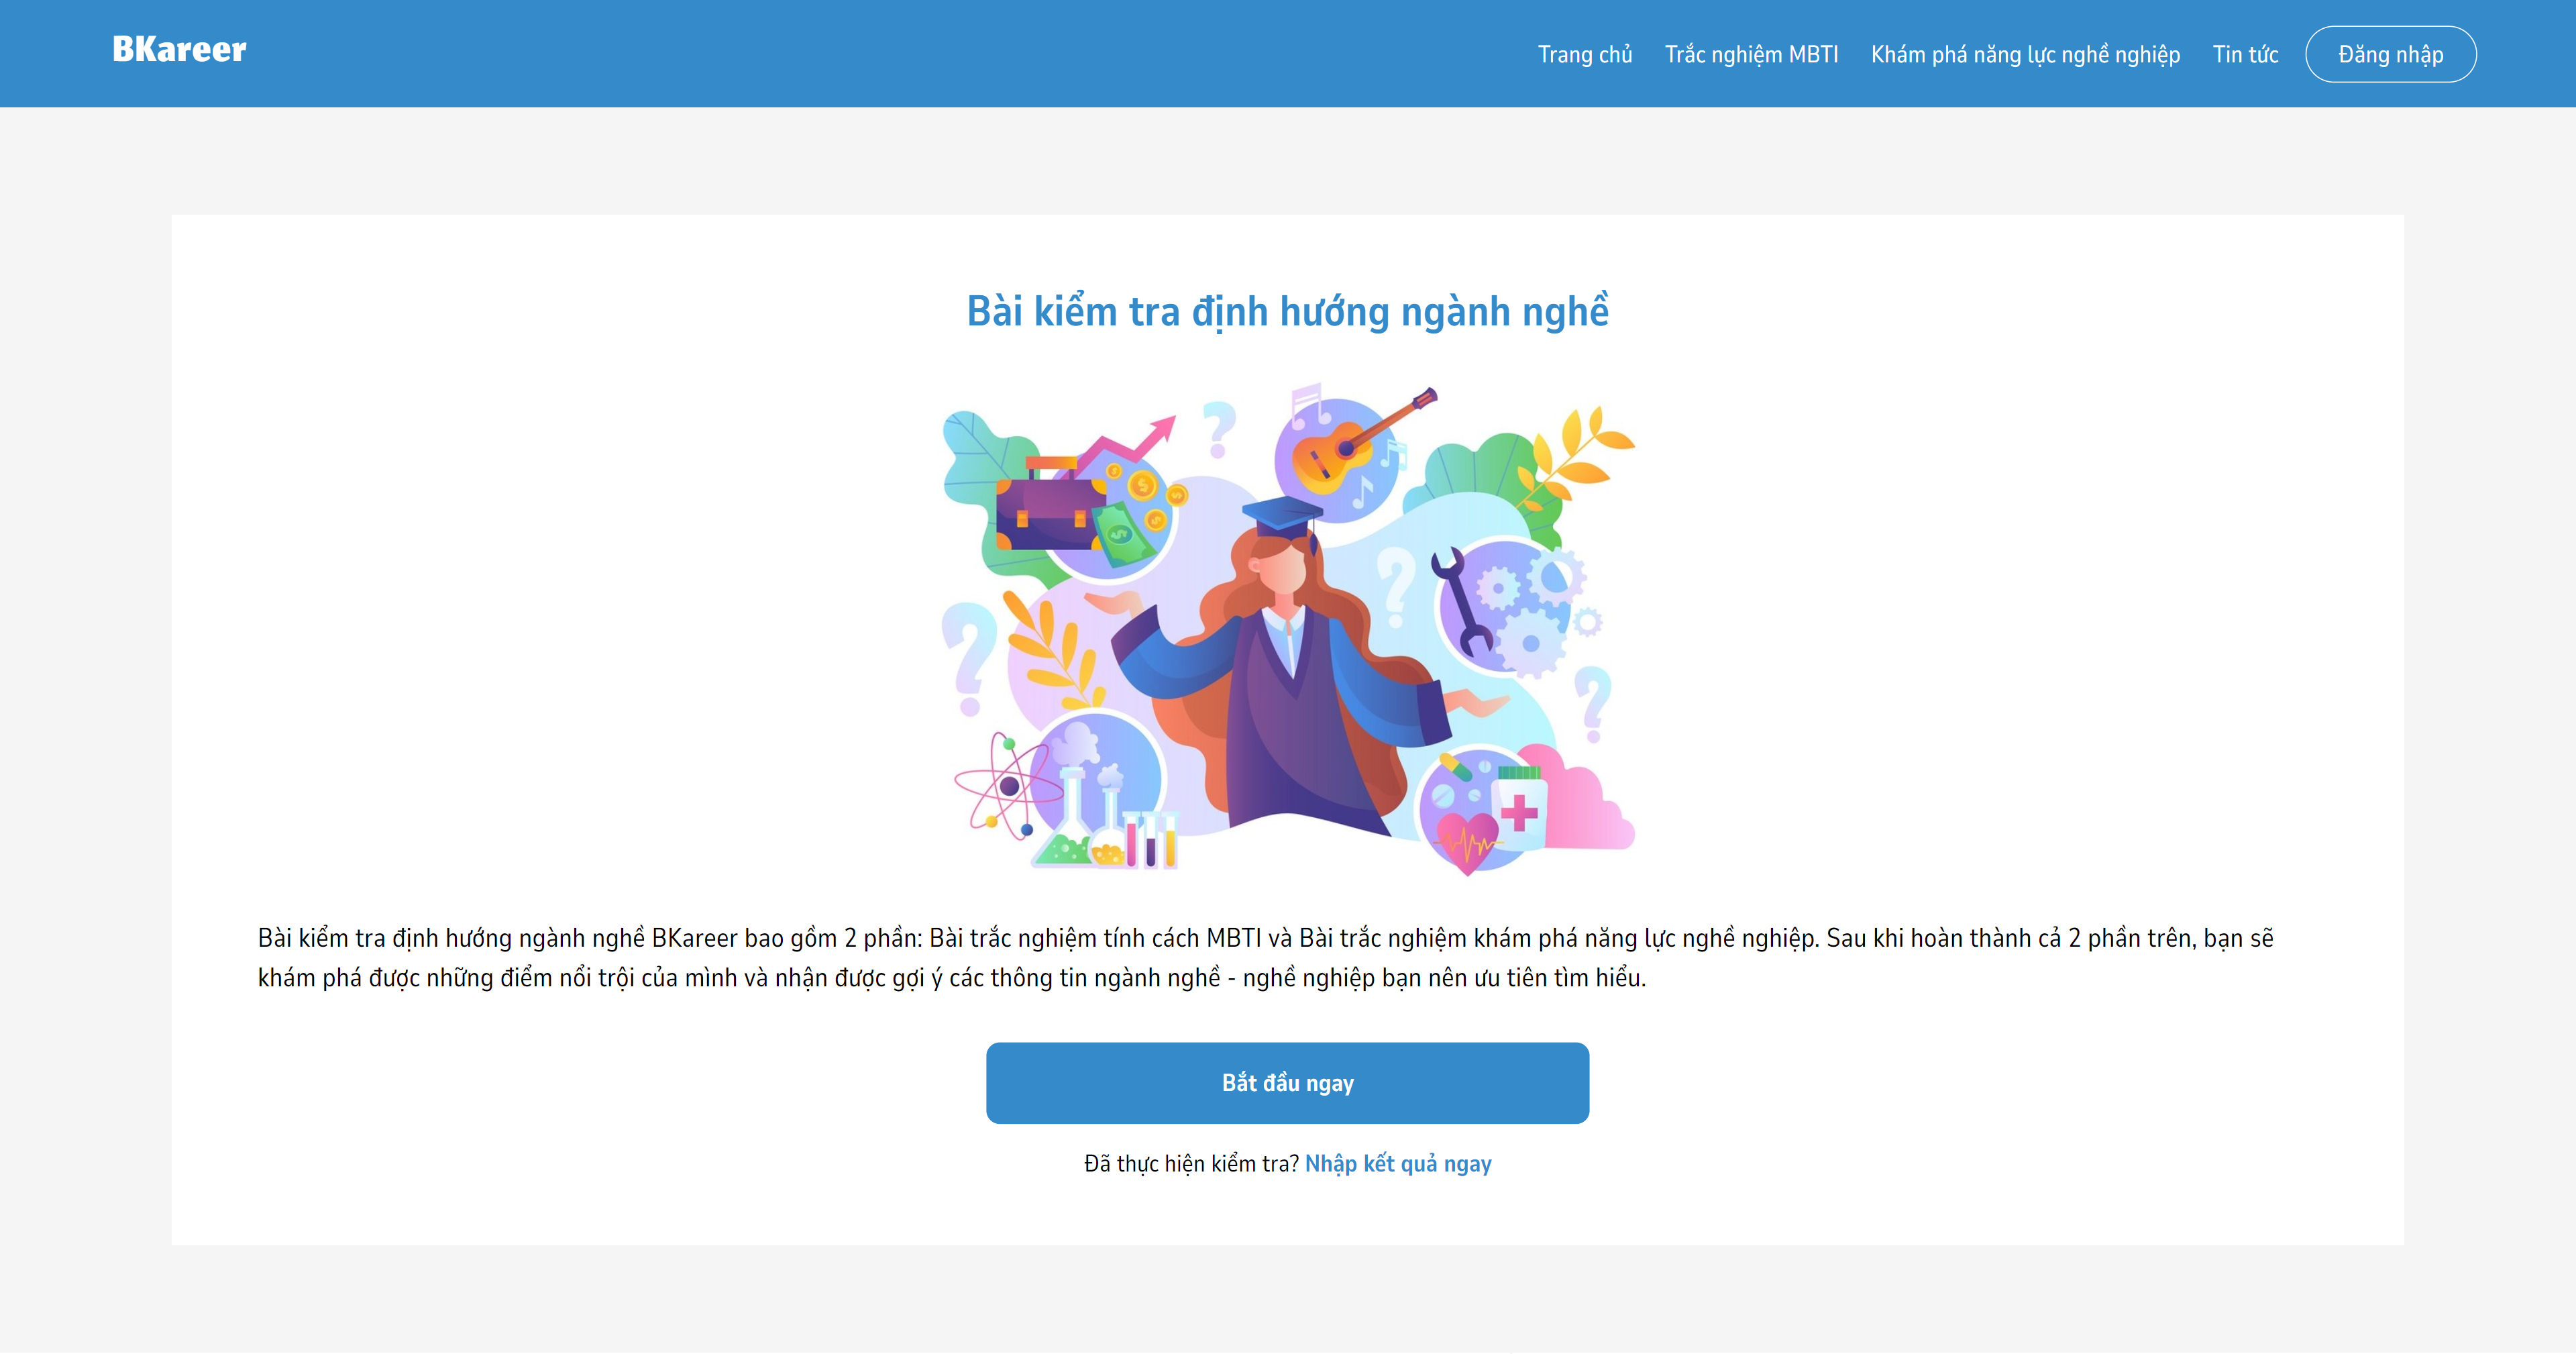 BKareer
Trang chủ
Trắc nghiệm MBTI
Khám phá năng lực nghề nghiệp
Tin tức
Đăng nhập
Bài kiểm tra định hướng ngành nghề
Bài kiểm tra định hướng ngành nghề BKareer bao gồm 2 phần: Bài trắc nghiệm tính cách MBTI và Bài trắc nghiệm khám phá năng lực nghề nghiệp. Sau khi hoàn thành cả 2 phần trên, bạn sẽ
khám phá được những điểm nổi trội của mình và nhận được gợi ý các thông tin ngành nghề - nghề nghiệp bạn nên ưu tiên tìm hiểu.
Bắt đầu ngay
Đã thực hiện kiểm tra? Nhập kết quả ngay